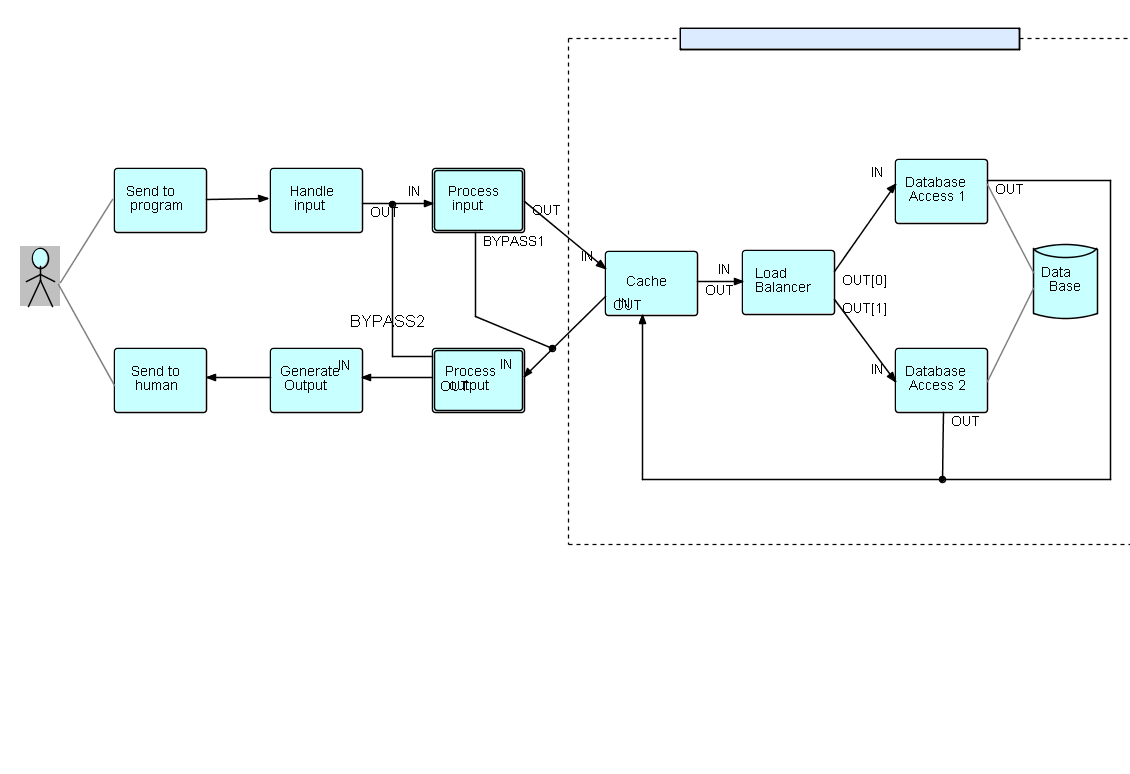 Send to
program
Handle
input
OUT
IN
Process
input
OUT
BYPASS1
IN
Cache
IN
OUT
IN
OUT
Load
Balancer
OUT[0]
OUT[1]
IN
Database
Access 1
OUT
Data
Base
IN
Database
Access 2
OUT
BYPASS2
Send to
human
Generate
Output
IN
Process
Output
OUT
IN